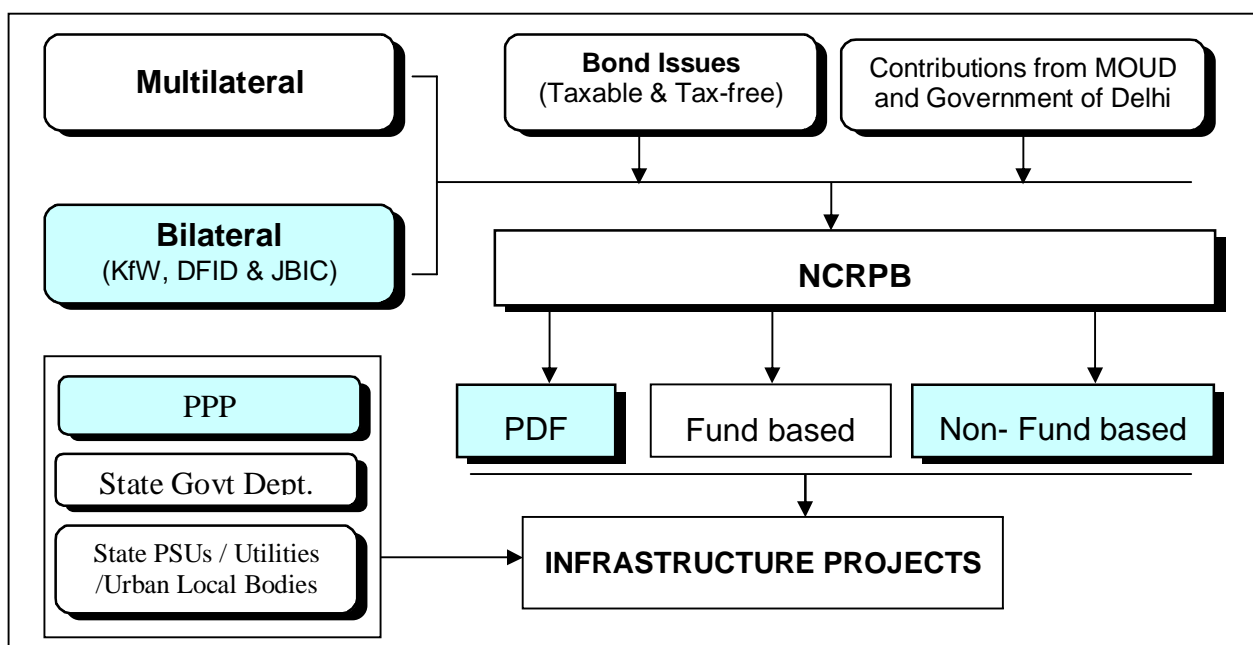 Multilateral
Bond Issues
(Taxable & Tax-free)
Contributions from MOUD
and Government of Delhi
Bilateral
(KfW, DFID & JBIC)
NCRPB
PPP
State Govt Dept.
State PSUs / Utilities
/Urban Local Bodies
PDF
Fund based
Non- Fund based
INFRASTRUCTURE PROJECTS